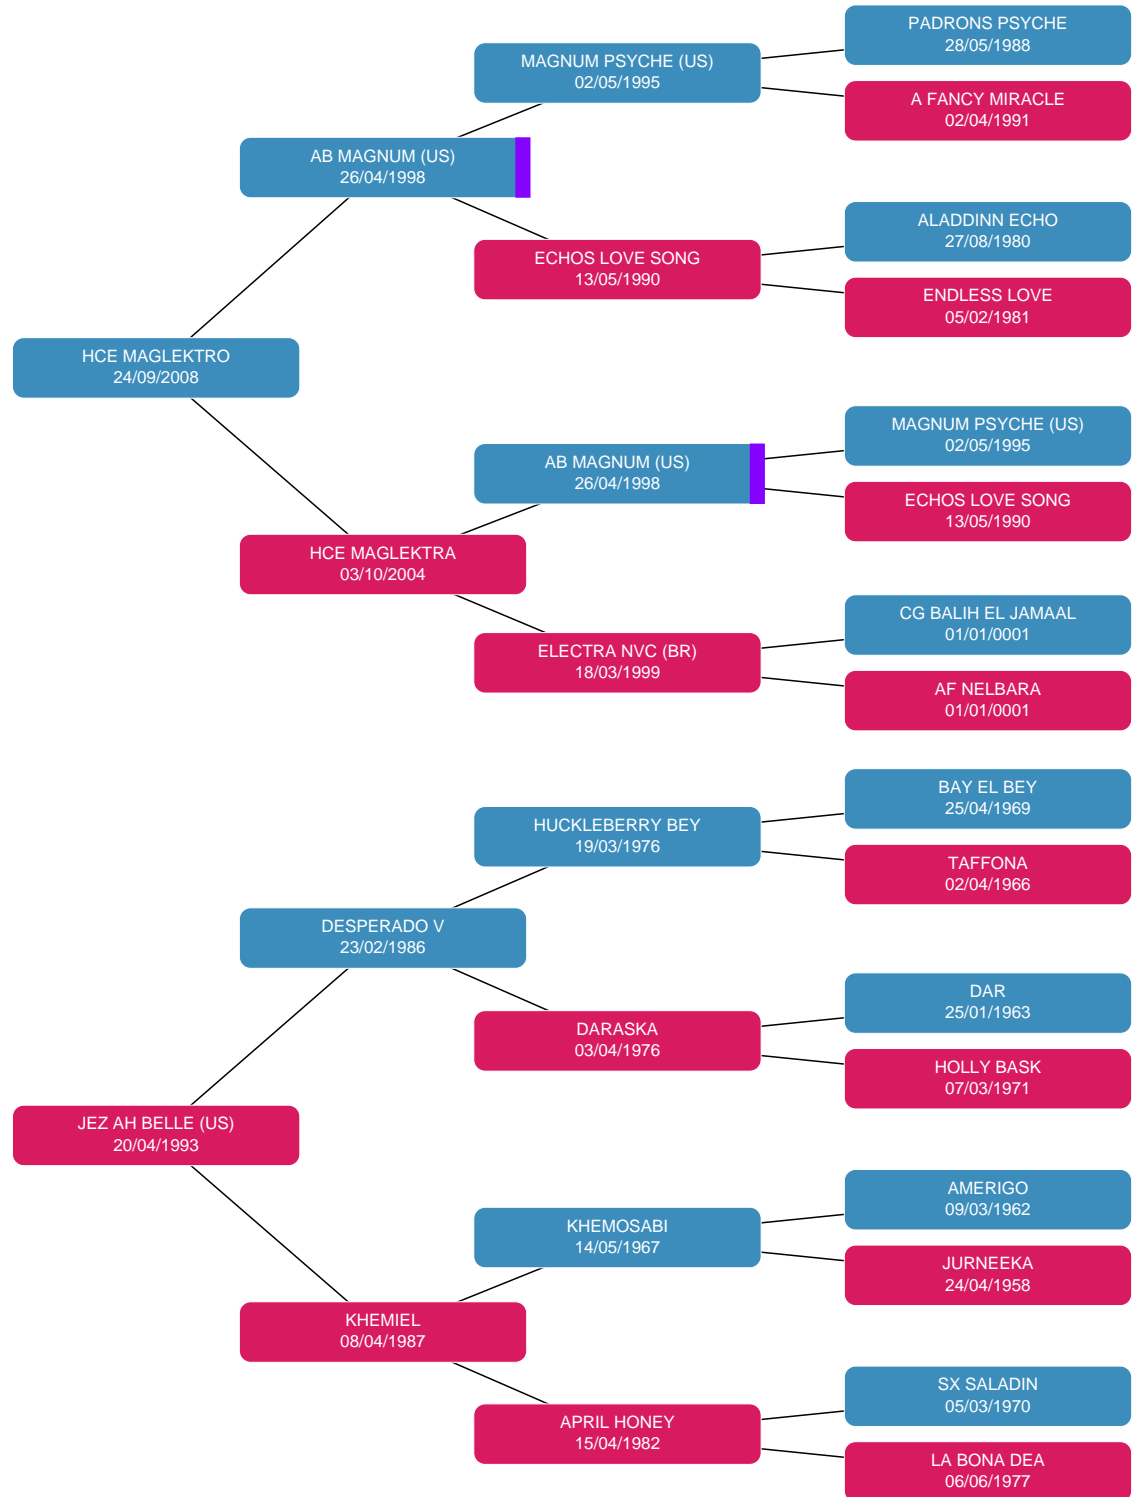 PADRONS PSYCHE
28/05/1988
MAGNUM PSYCHE (US)
02/05/1995
A FANCY MIRACLE
02/04/1991
AB MAGNUM (US)
26/04/1998
ALADDINN ECHO
27/08/1980
ECHOS LOVE SONG
13/05/1990
ENDLESS LOVE
05/02/1981
HCE MAGLEKTRO
24/09/2008
MAGNUM PSYCHE (US)
02/05/1995
AB MAGNUM (US)
26/04/1998
ECHOS LOVE SONG
13/05/1990
HCE MAGLEKTRA
03/10/2004
CG BALIH EL JAMAAL
01/01/0001
ELECTRA NVC (BR)
18/03/1999
AF NELBARA
01/01/0001
BAY EL BEY
25/04/1969
HUCKLEBERRY BEY
19/03/1976
TAFFONA
02/04/1966
DESPERADO V
23/02/1986
DAR
25/01/1963
DARASKA
03/04/1976
HOLLY BASK
07/03/1971
JEZ AH BELLE (US)
20/04/1993
AMERIGO
09/03/1962
KHEMOSABI
14/05/1967
JURNEEKA
24/04/1958
KHEMIEL
08/04/1987
SX SALADIN
05/03/1970
APRIL HONEY
15/04/1982
LA BONA DEA
06/06/1977